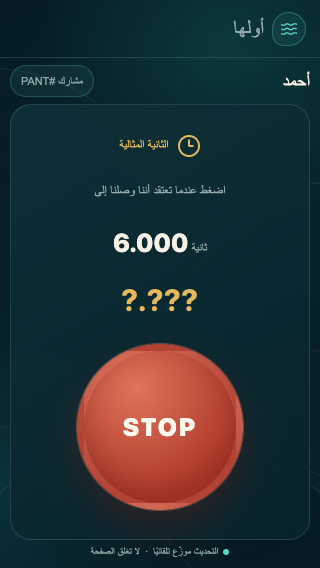 أولها
أحمد
مشارك #PANT
الثانية المثالية
اضغط عندما تعتقد أننا وصلنا إلى
6.000 ثانية
?.???
STOP
التحديث موزّع تلقائيًا · لا تغلق الصفحة